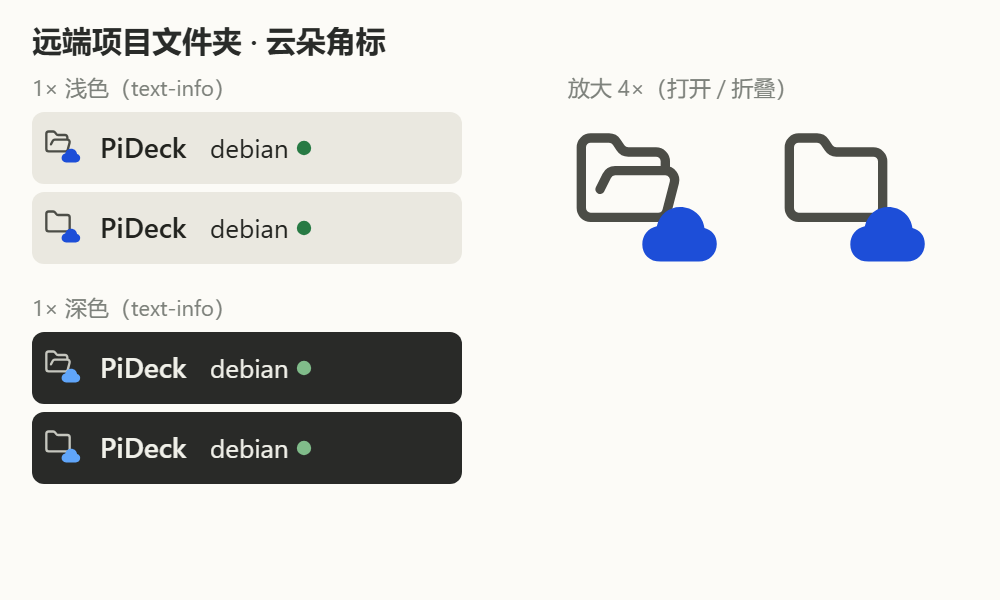 远端项目文件夹 · 云朵角标
1× 浅色（text-info）
放大 4×（打开 / 折叠）
PiDeck debian
PiDeck debian
1× 深色（text-info）
PiDeck debian
PiDeck debian